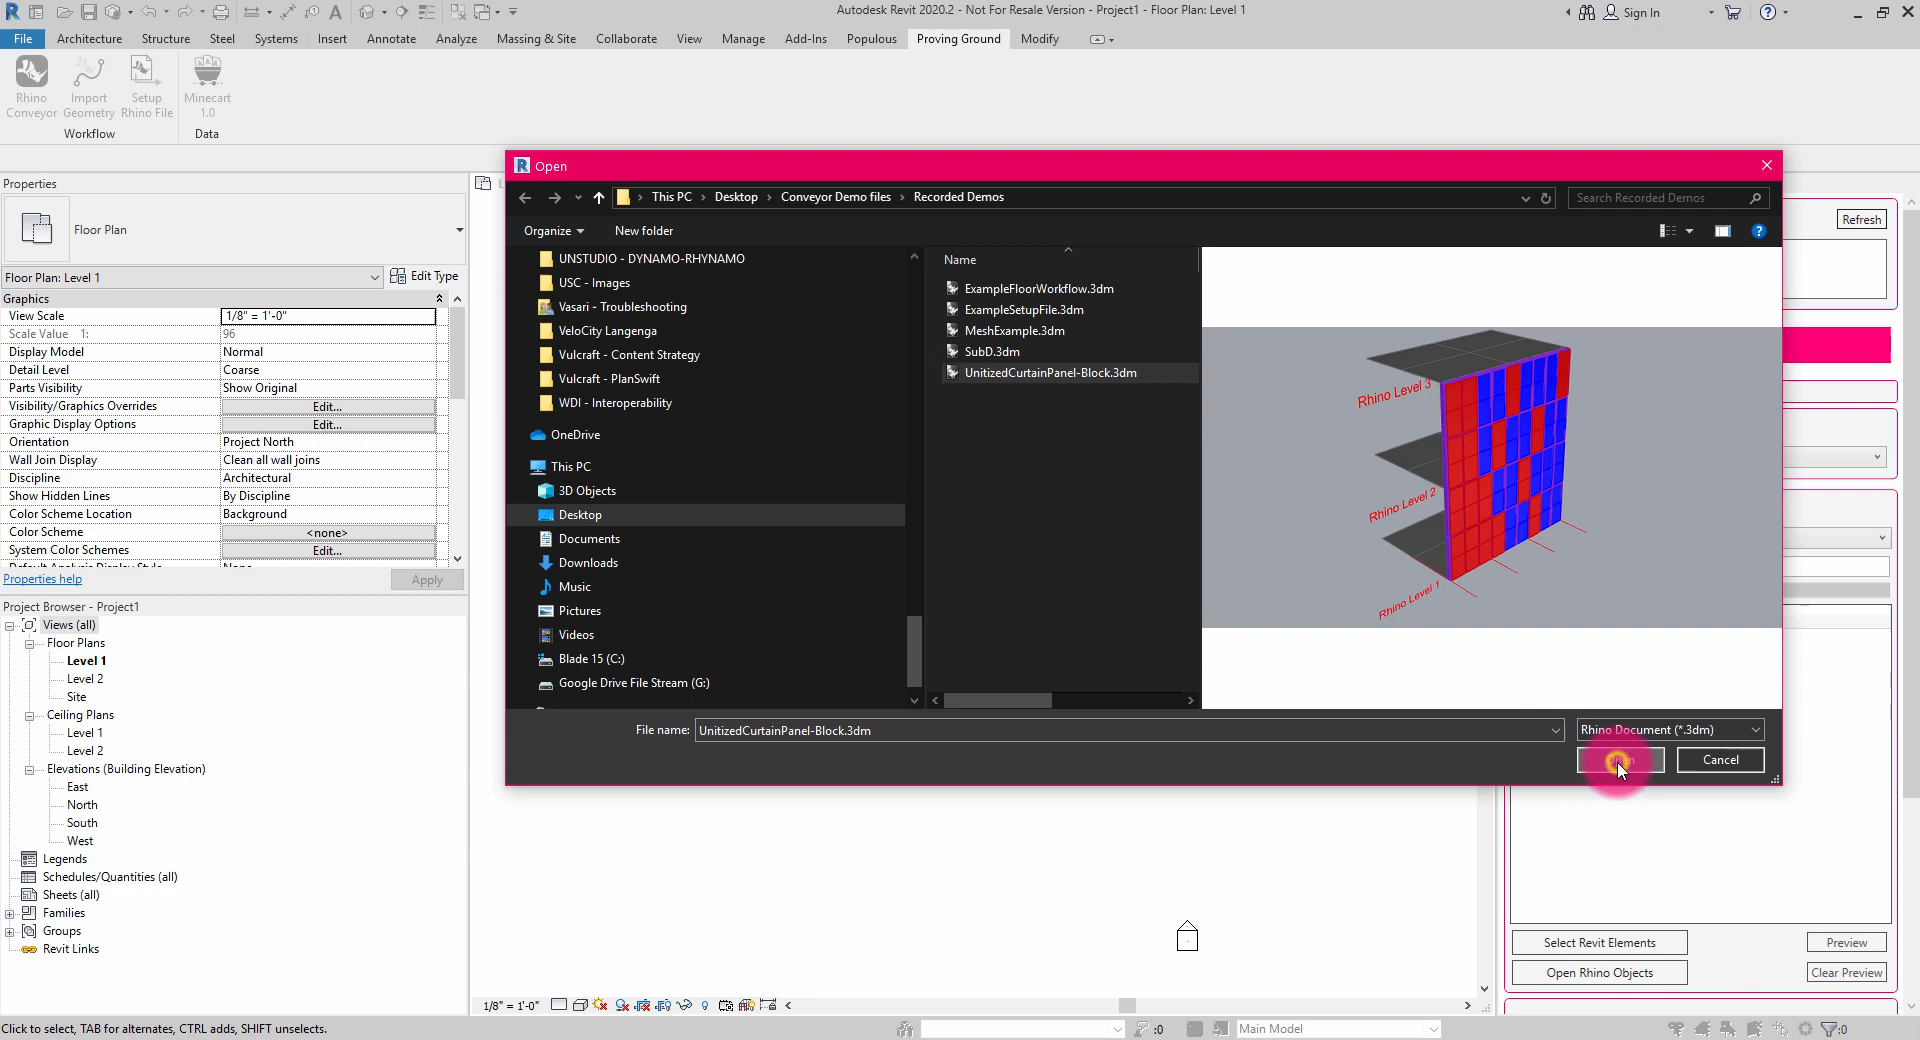 Autodesk Revit 2020.2 - Not For Resale Version - Project1 - Floor Plan: Level 1
Sign In
File Architecture Structure Steel Systems Insert Annotate Analyze Massing & Site Collaborate View Manage Add-Ins Populous Proving Ground Modify
Rhino Conveyor
Import Geometry
Setup Rhino File
Minecart 1.0
Workflow
Data
Properties
Floor Plan
Floor Plan: Level 1
Edit Type
Graphics
View Scale 1/8" = 1'-0"
Scale Value 1: 96
Display Model Normal
Detail Level Coarse
Parts Visibility Show Original
Visibility/Graphics Overrides Edit...
Graphic Display Options Edit...
Orientation Project North
Wall Join Display Clean all wall joins
Discipline Architectural
Show Hidden Lines By Discipline
Color Scheme Location Background
Color Scheme <none>
System Color Schemes Edit...
Properties help
Apply
Project Browser - Project1
Views (all)
Floor Plans
Level 1
Level 2
Site
Ceiling Plans
Level 1
Level 2
Elevations (Building Elevation)
East
North
South
West
Legends
Schedules/Quantities (all)
Sheets (all)
Families
Groups
Revit Links
Open
This PC > Desktop > Conveyor Demo files > Recorded Demos
Search Recorded Demos
Organize
New folder
UNSTUDIO - DYNAMO-RHYNAMO
USC - Images
Vasari - Troubleshooting
VeloCity Langenga
Vulcraft - Content Strategy
Vulcraft - PlanSwift
WDI - Interoperability
OneDrive
This PC
3D Objects
Desktop
Documents
Downloads
Music
Pictures
Videos
Blade 15 (C:)
Google Drive File Stream (G:)
Name
ExampleFloorWorkflow.3dm
ExampleSetupFile.3dm
MeshExample.3dm
SubD.3dm
UnitizedCurtainPanel-Block.3dm
Rhino Level 3
Rhino Level 2
Rhino Level 1
File name: UnitizedCurtainPanel-Block.3dm
Rhino Document (*.3dm)
Cancel
Refresh
Select Revit Elements
Preview
Open Rhino Objects
Clear Preview
1/8" = 1'-0"
Click to select, TAB for alternates, CTRL adds, SHIFT unselects.
:0
Main Model
:0